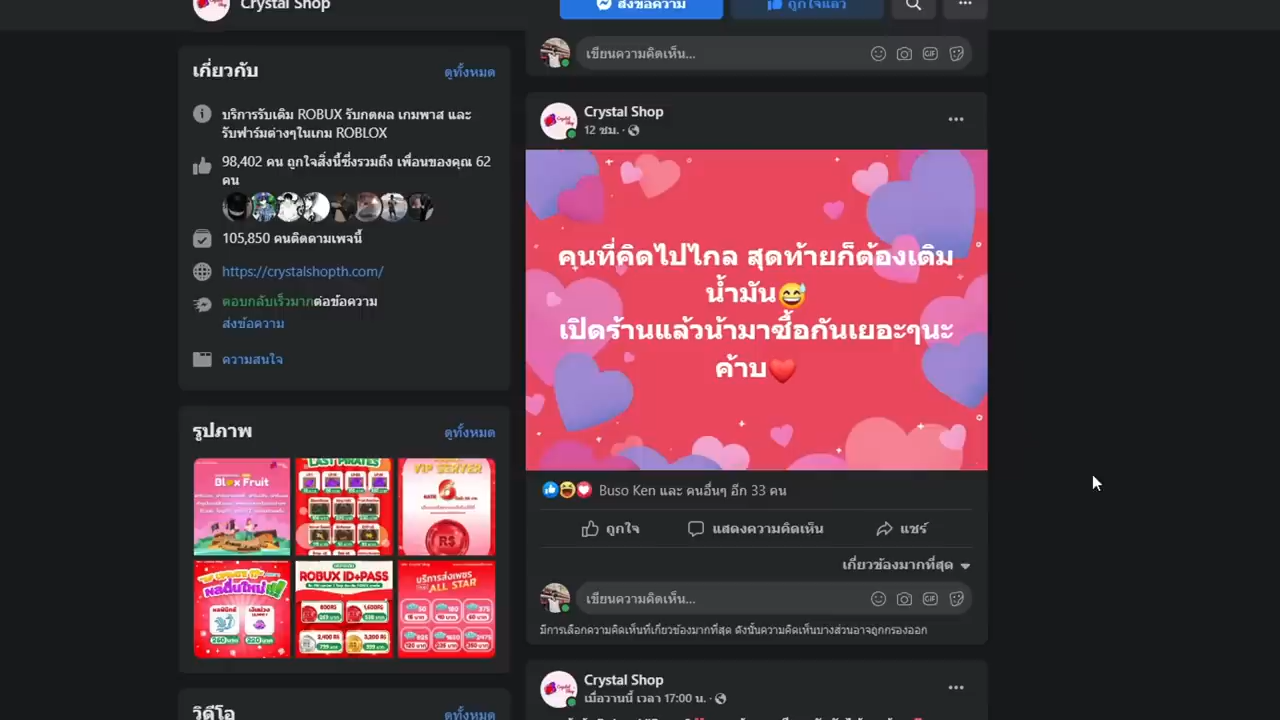 Crystal Shop
ส่งข้อความ
ถูกใจแล้ว
เกี่ยวกับ
ดูทั้งหมด
บริการรับเติม ROBUX รับกดผล เกมพาส และ
รับฟาร์มต่างๆในเกม ROBLOX
98,402 คน ถูกใจสิ่งนี้ซึ่งรวมถึง เพื่อนของคุณ 62
คน
105,850 คนติดตามเพจนี้
https://crystalshopth.com/
ตอบกลับเร็วมากต่อข้อความ
ส่งข้อความ
ความสนใจ
รูปภาพ
ดูทั้งหมด
Blox Fruit
LAST PIRATES
VIP SERVER
ROBUX ID+PASS
บริการส่งเพชร
ALL STAR
วิดีโอ
ดูทั้งหมด
เขียนความคิดเห็น...
GIF
Crystal Shop
12 ชม.
คนที่คิดไปไกล สุดท้ายก็ต้องเติม
น้ำมัน😅
เปิดร้านแล้วน้ามาซื้อกันเยอะๆนะ
ค้าบ❤️
Buso Ken และ คนอื่นๆ อีก 33 คน
ถูกใจ
แสดงความคิดเห็น
แชร์
เกี่ยวข้องมากที่สุด
เขียนความคิดเห็น...
GIF
มีการเลือกความคิดเห็นที่เกี่ยวข้องมากที่สุด ดังนั้นความคิดเห็นบางส่วนอาจถูกกรองออก
Crystal Shop
เมื่อวานนี้ เวลา 17:00 น.